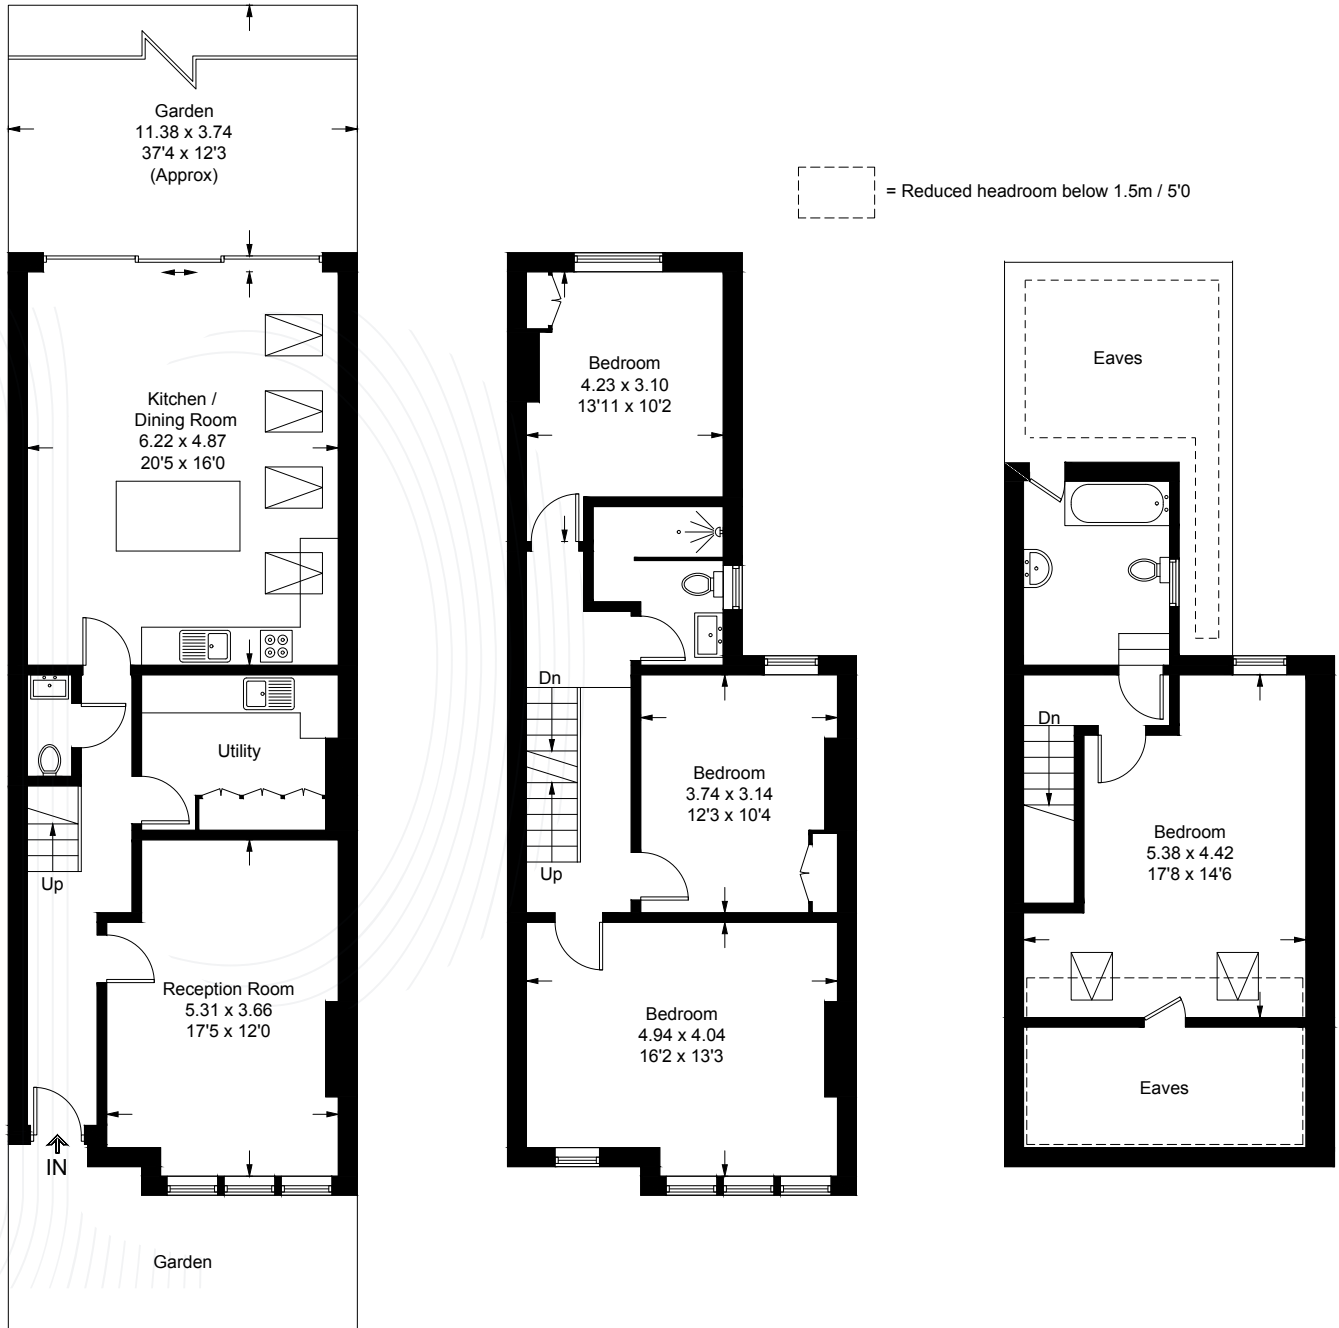 Garden
11.38 x 3.74
37'4 x 12'3
(Approx)
Kitchen /
Dining Room
6.22 x 4.87
20'5 x 16'0
Utility
Up
Reception Room
5.31 x 3.66
17'5 x 12'0
IN
Garden
Bedroom
4.23 x 3.10
13'11 x 10'2
Dn
Bedroom
3.74 x 3.14
12'3 x 10'4
Up
Bedroom
4.94 x 4.04
16'2 x 13'3
= Reduced headroom below 1.5m / 5'0
Eaves
Dn
Bedroom
5.38 x 4.42
17'8 x 14'6
Eaves